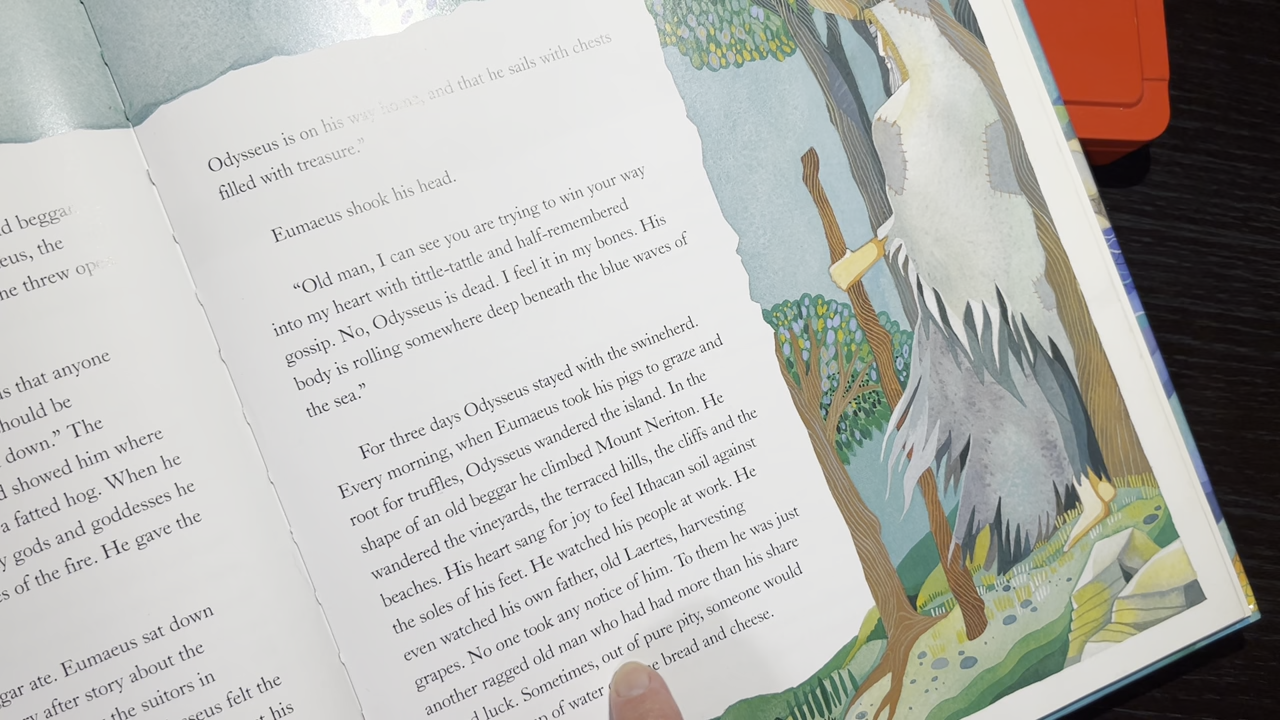 d beggar
eus, the
ne threw open
s that anyone
hould be
down.” The
d showed him where
a fatted hog. When he
y gods and goddesses he
es of the fire. He gave the
gar ate. Eumaeus sat down
ry after story about the
the suitors in
sseus felt the
t his
Odysseus is on his way home, and that he sails with chests
filled with treasure.”
Eumaeus shook his head.
“Old man, I can see you are trying to win your way
into my heart with tittle-tattle and half-remembered
gossip. No, Odysseus is dead. I feel it in my bones. His
body is rolling somewhere deep beneath the blue waves of
the sea.”
For three days Odysseus stayed with the swineherd.
Every morning, when Eumaeus took his pigs to graze and
root for truffles, Odysseus wandered the island. In the
shape of an old beggar he climbed Mount Neriton. He
wandered the vineyards, the terraced hills, the cliffs and the
beaches. His heart sang for joy to feel Ithacan soil against
the soles of his feet. He watched his people at work. He
even watched his own father, old Laertes, harvesting
grapes. No one took any notice of him. To them he was just
another ragged old man who had had more than his share
d luck. Sometimes, out of pure pity, someone would
of water bread and cheese.